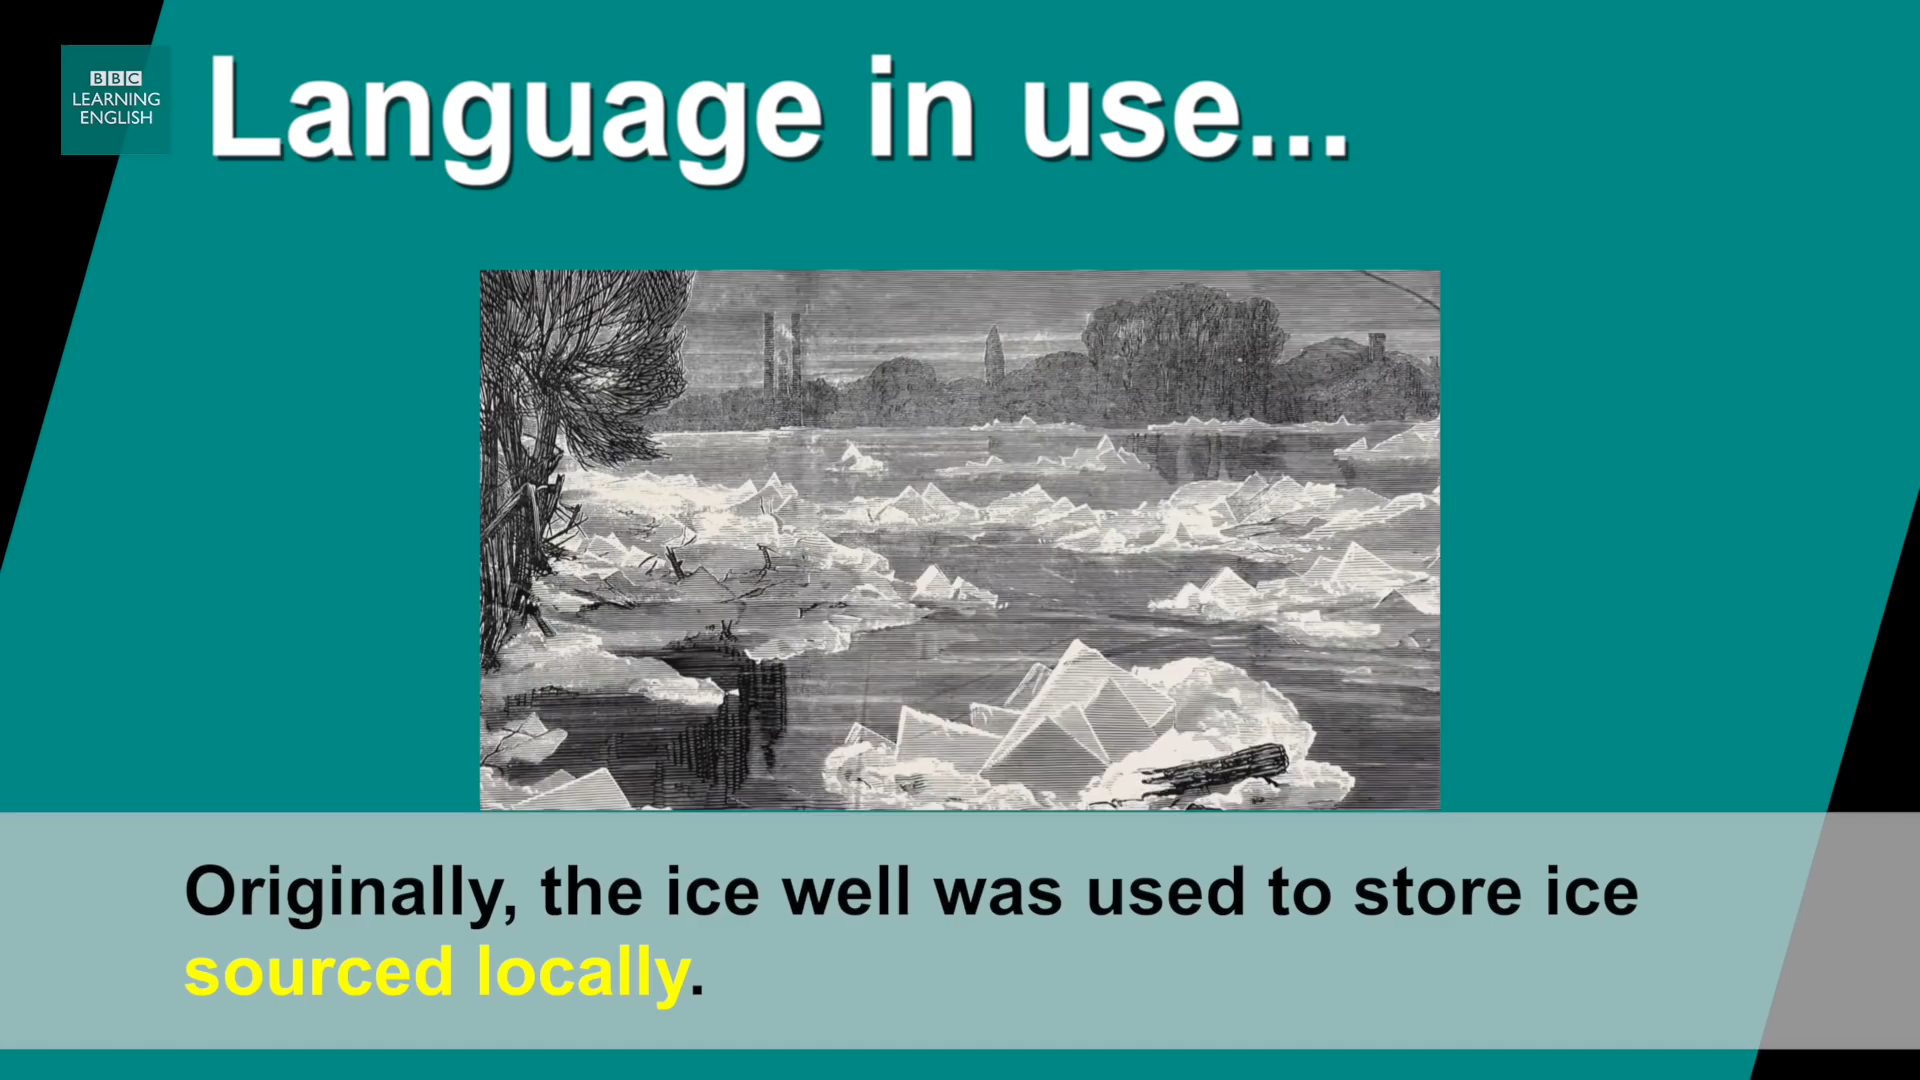 BBC
LEARNING
ENGLISH
Language in use...
Originally, the ice well was used to store ice
sourced locally.